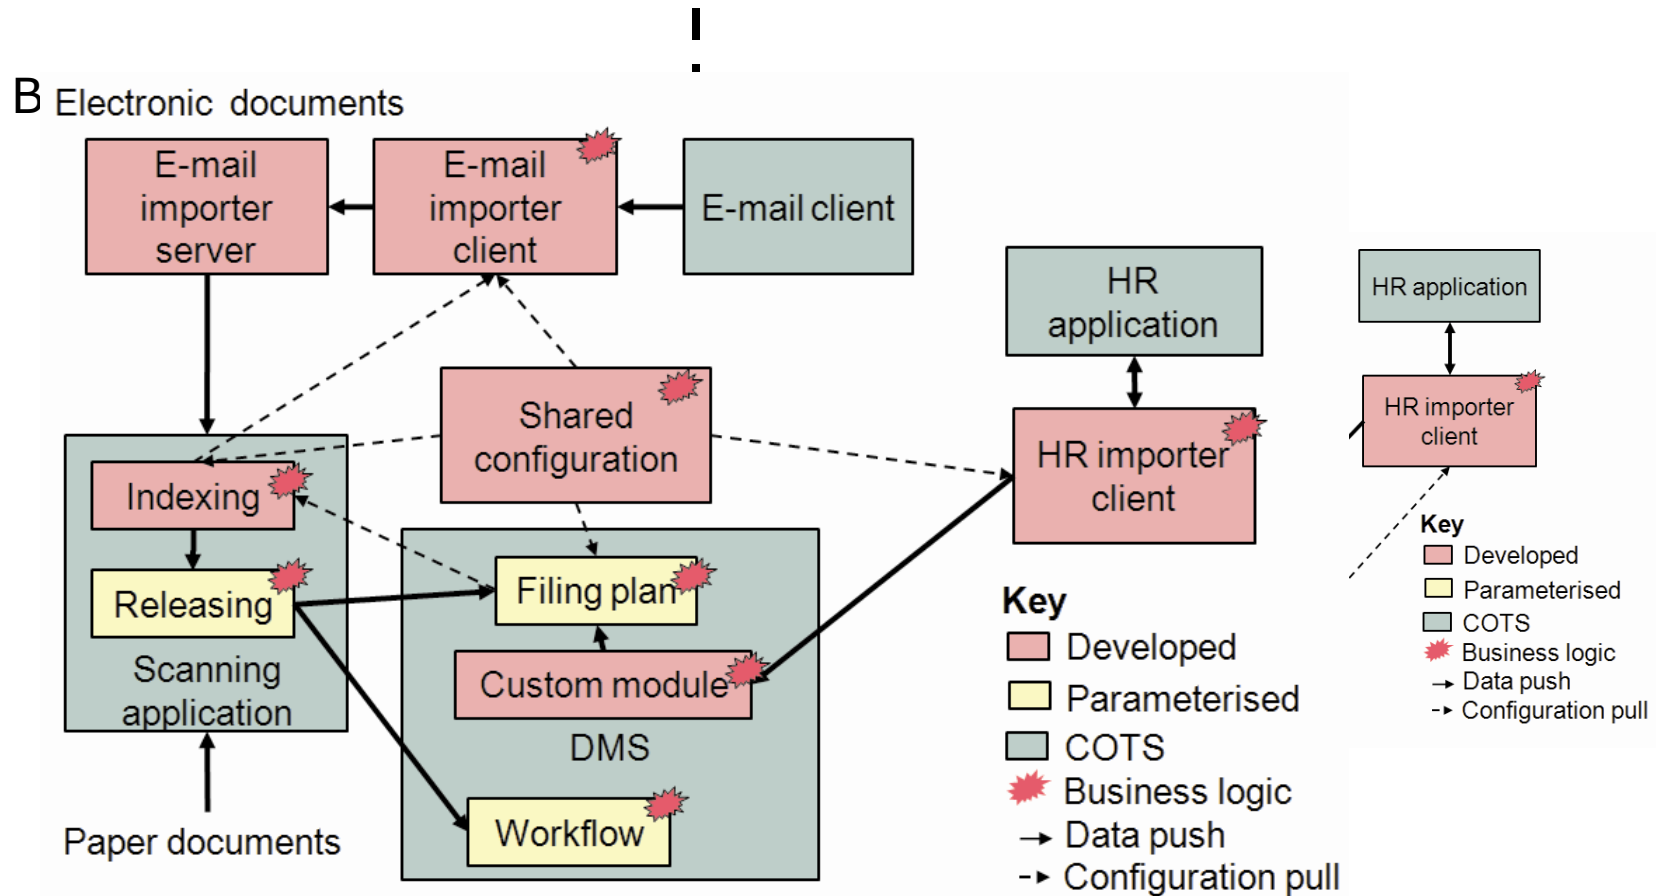 B
Electronic documents
E-mail
importer
server
E-mail
importer
client
E-mail client
HR
application
HR application
Shared
configuration
HR importer
client
HR importer
client
Indexing
Releasing
Scanning
application
Filing plan
Custom module
DMS
Workflow
Paper documents
Key
Developed
Parameterised
COTS
Business logic
Data push
Configuration pull
Key
Developed
Parameterised
COTS
Business logic
Data push
Configuration pull